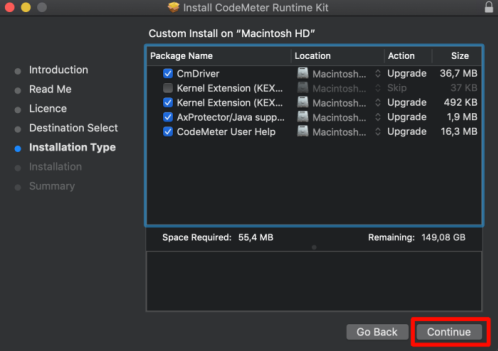 Install CodeMeter Runtime Kit
Custom Install on “Macintosh HD”
Introduction
Read Me
Licence
Destination Select
Installation Type
Installation
Summary
Package Name Location Action Size
CmDriver Macintosh... Upgrade 36,7 MB
Kernel Extension (KEX... Macintosh... Skip 37 KB
Kernel Extension (KEX... Macintosh... Upgrade 492 KB
AxProtector/Java supp... Macintosh... Upgrade 1,9 MB
CodeMeter User Help Macintosh... Upgrade 16,3 MB
Space Required: 55,4 MB Remaining: 149,08 GB
Go Back Continue